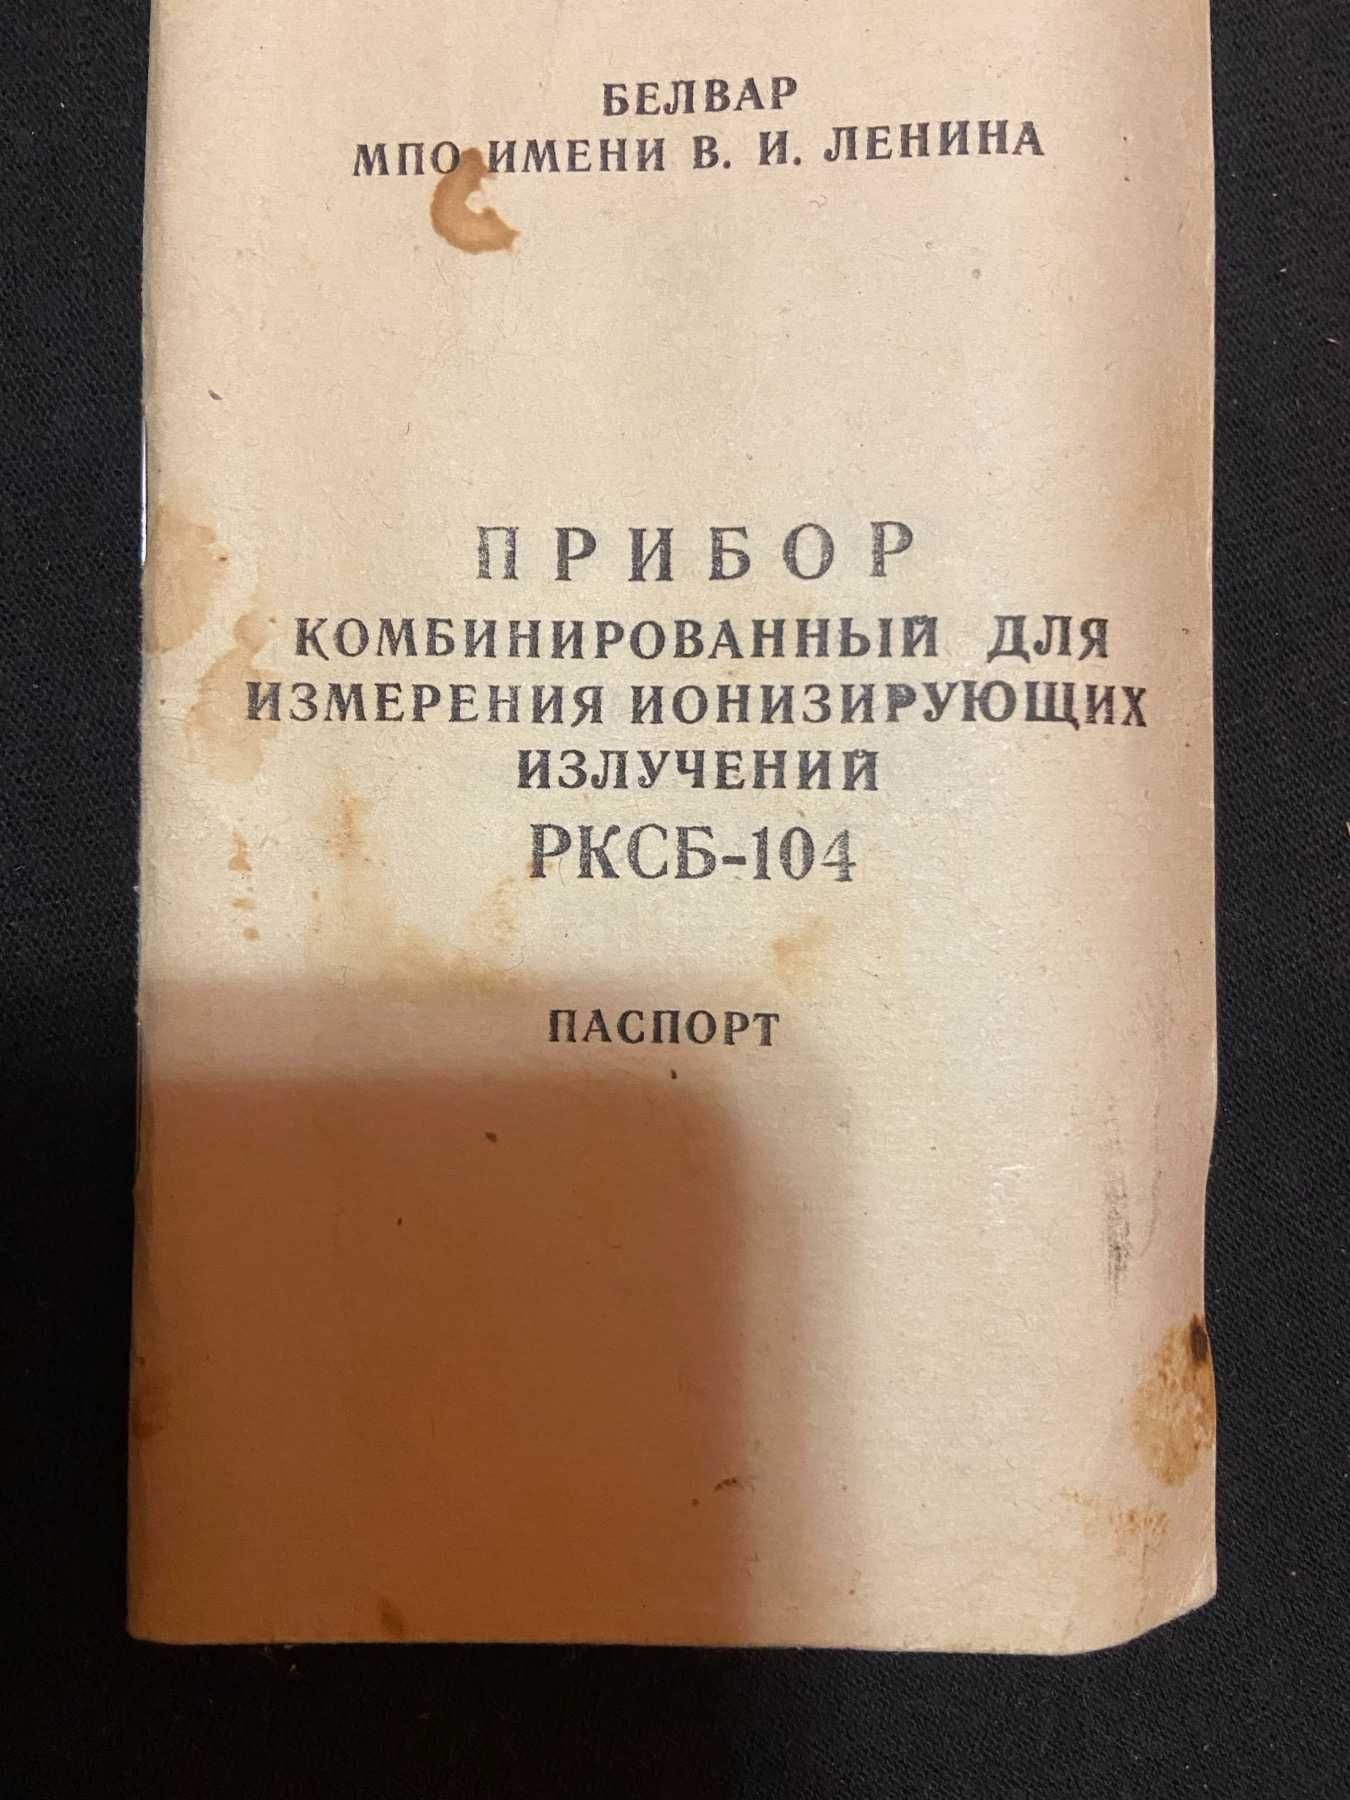 БЕЛВАР
МПО ИМЕНИ В. И. ЛЕНИНА
ПРИБОР
КОМБИНИРОВАННЫЙ ДЛЯ
ИЗМЕРЕНИЯ ИОНИЗИРУЮЩИХ
ИЗЛУЧЕНИЙ
РКСБ-104
ПАСПОРТ